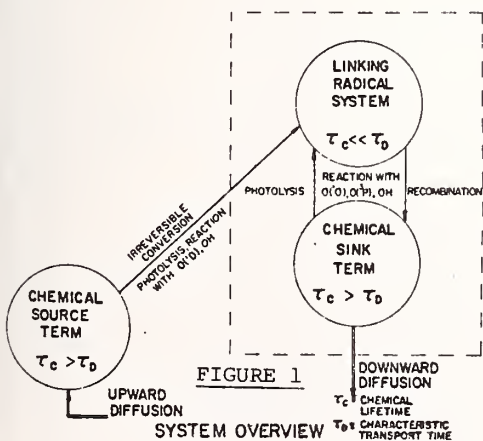 LINKING
RADICAL
SYSTEM
τc << τD
PHOTOLYSIS
REACTION WITH
O(¹D), O(³P), OH
RECOMBINATION
CHEMICAL
SINK
TERM
τc > τD
IRREVERSIBLE
CONVERSION
PHOTOLYSIS, REACTION
WITH O(¹D), OH
CHEMICAL
SOURCE
TERM
τc > τD
UPWARD
DIFFUSION
FIGURE 1
DOWNWARD
DIFFUSION
τc = CHEMICAL
LIFETIME
τD = CHARACTERISTIC
TRANSPORT TIME
SYSTEM OVERVIEW